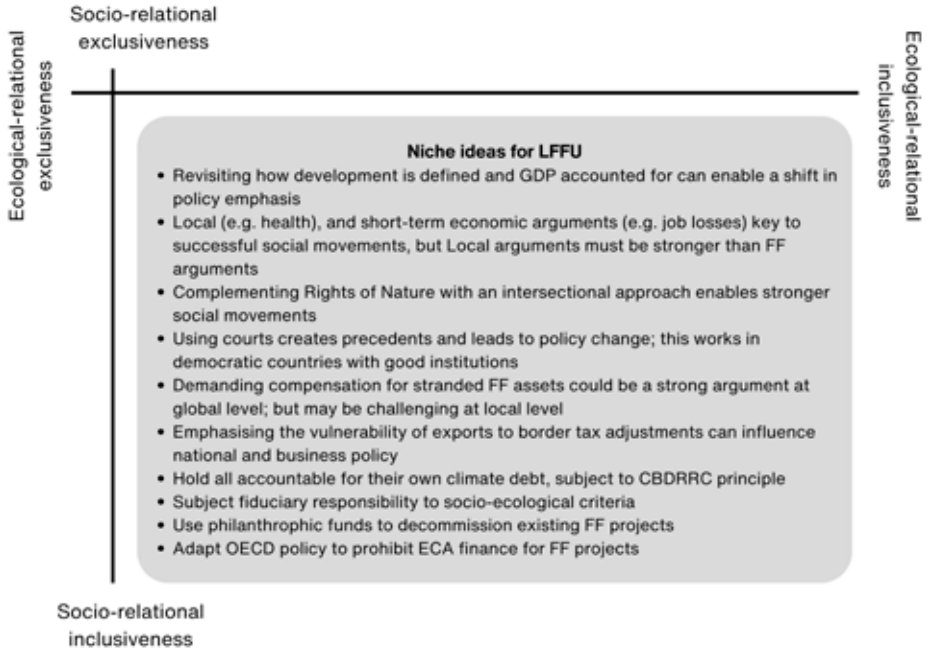 Socio-relational
exclusiveness
Ecological-relational
exclusiveness
Ecological-relational
inclusiveness
Niche ideas for LFFU
• Revisiting how development is defined and GDP accounted for can enable a shift in
policy emphasis
• Local (e.g. health), and short-term economic arguments (e.g. job losses) key to
successful social movements, but Local arguments must be stronger than FF
arguments
• Complementing Rights of Nature with an intersectional approach enables stronger
social movements
• Using courts creates precedents and leads to policy change; this works in
democratic countries with good institutions
• Demanding compensation for stranded FF assets could be a strong argument at
global level; but may be challenging at local level
• Emphasising the vulnerability of exports to border tax adjustments can influence
national and business policy
• Hold all accountable for their own climate debt, subject to CBDRRC principle
• Subject fiduciary responsibility to socio-ecological criteria
• Use philanthropic funds to decommission existing FF projects
• Adapt OECD policy to prohibit ECA finance for FF projects
Socio-relational
inclusiveness